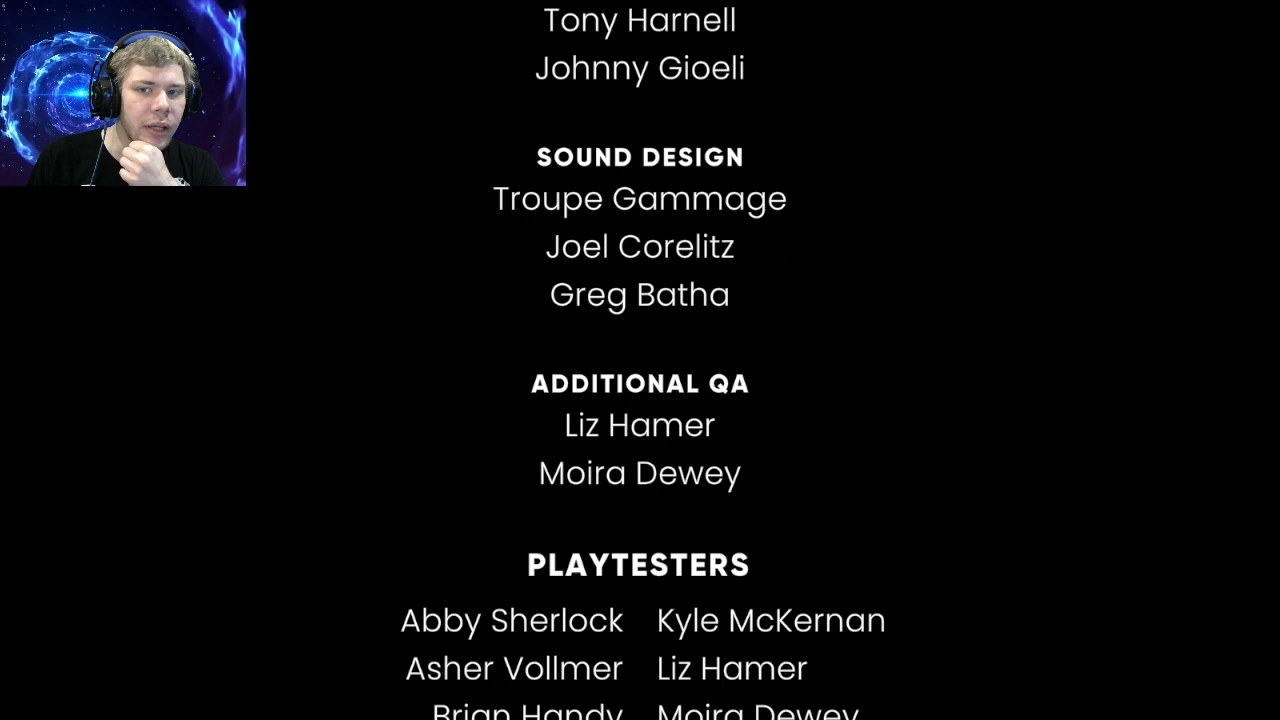 Tony Harnell
Johnny Gioeli
SOUND DESIGN
Troupe Gammage
Joel Corelitz
Greg Batha
ADDITIONAL QA
Liz Hamer
Moira Dewey
PLAYTESTERS
Abby Sherlock Kyle McKernan
Asher Vollmer Liz Hamer
Brian Handy Moira Dewey